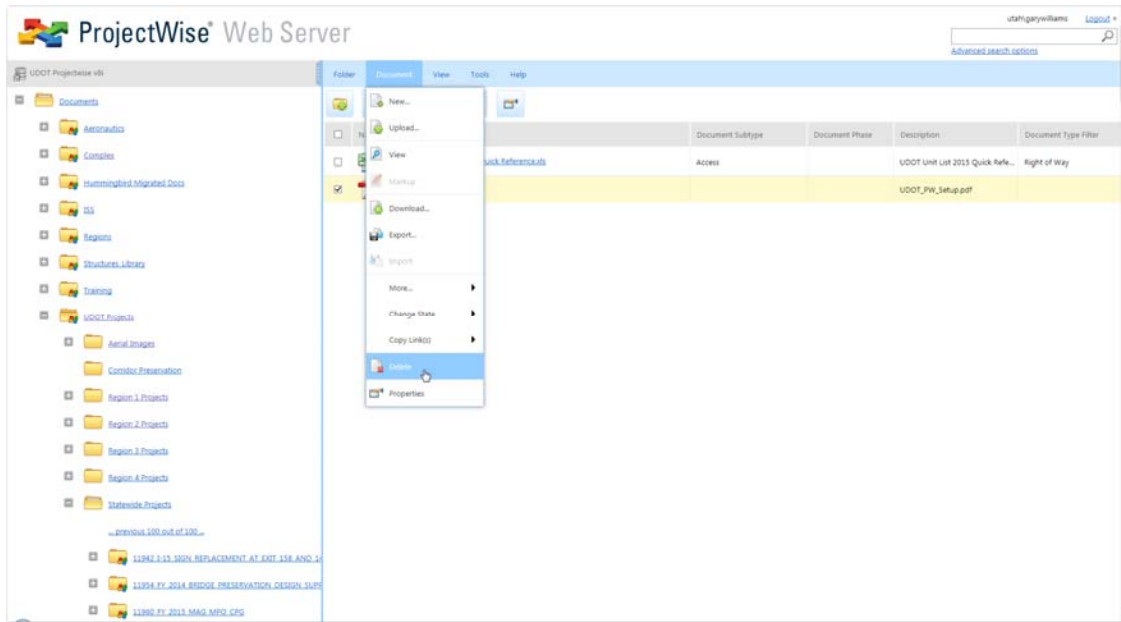 ProjectWise® Web Server
utah\garywilliams Logout
Advanced search options
UDOT Projectwise v8i
Folder Document View Tools Help
Documents
Aeronautics
Complex
Hummingbird Migrated Docs
ISS
Regions
Structures Library
Training
UDOT Projects
Aerial Images
Corridor Preservation
Region 1 Projects
Region 2 Projects
Region 3 Projects
Region 4 Projects
Statewide Projects
... previous 100 out of 100 ...
11942 I-15 SIGN REPLACEMENT AT EXIT 158 AND
11954 FY 2014 BRIDGE PRESERVATION DESIGN SUPP
11960 FY 2015 MAG MPO CPG
New...
Upload...
View
Markup
Download...
Export...
Import
More...
Change State
Copy Link(s)
Delete
Properties
Document Subtype Document Phase Description Document Type Filter
Quick Reference.xls Access UDOT Unit List 2015 Quick Refe... Right of Way
UDOT_PW_Setup.pdf